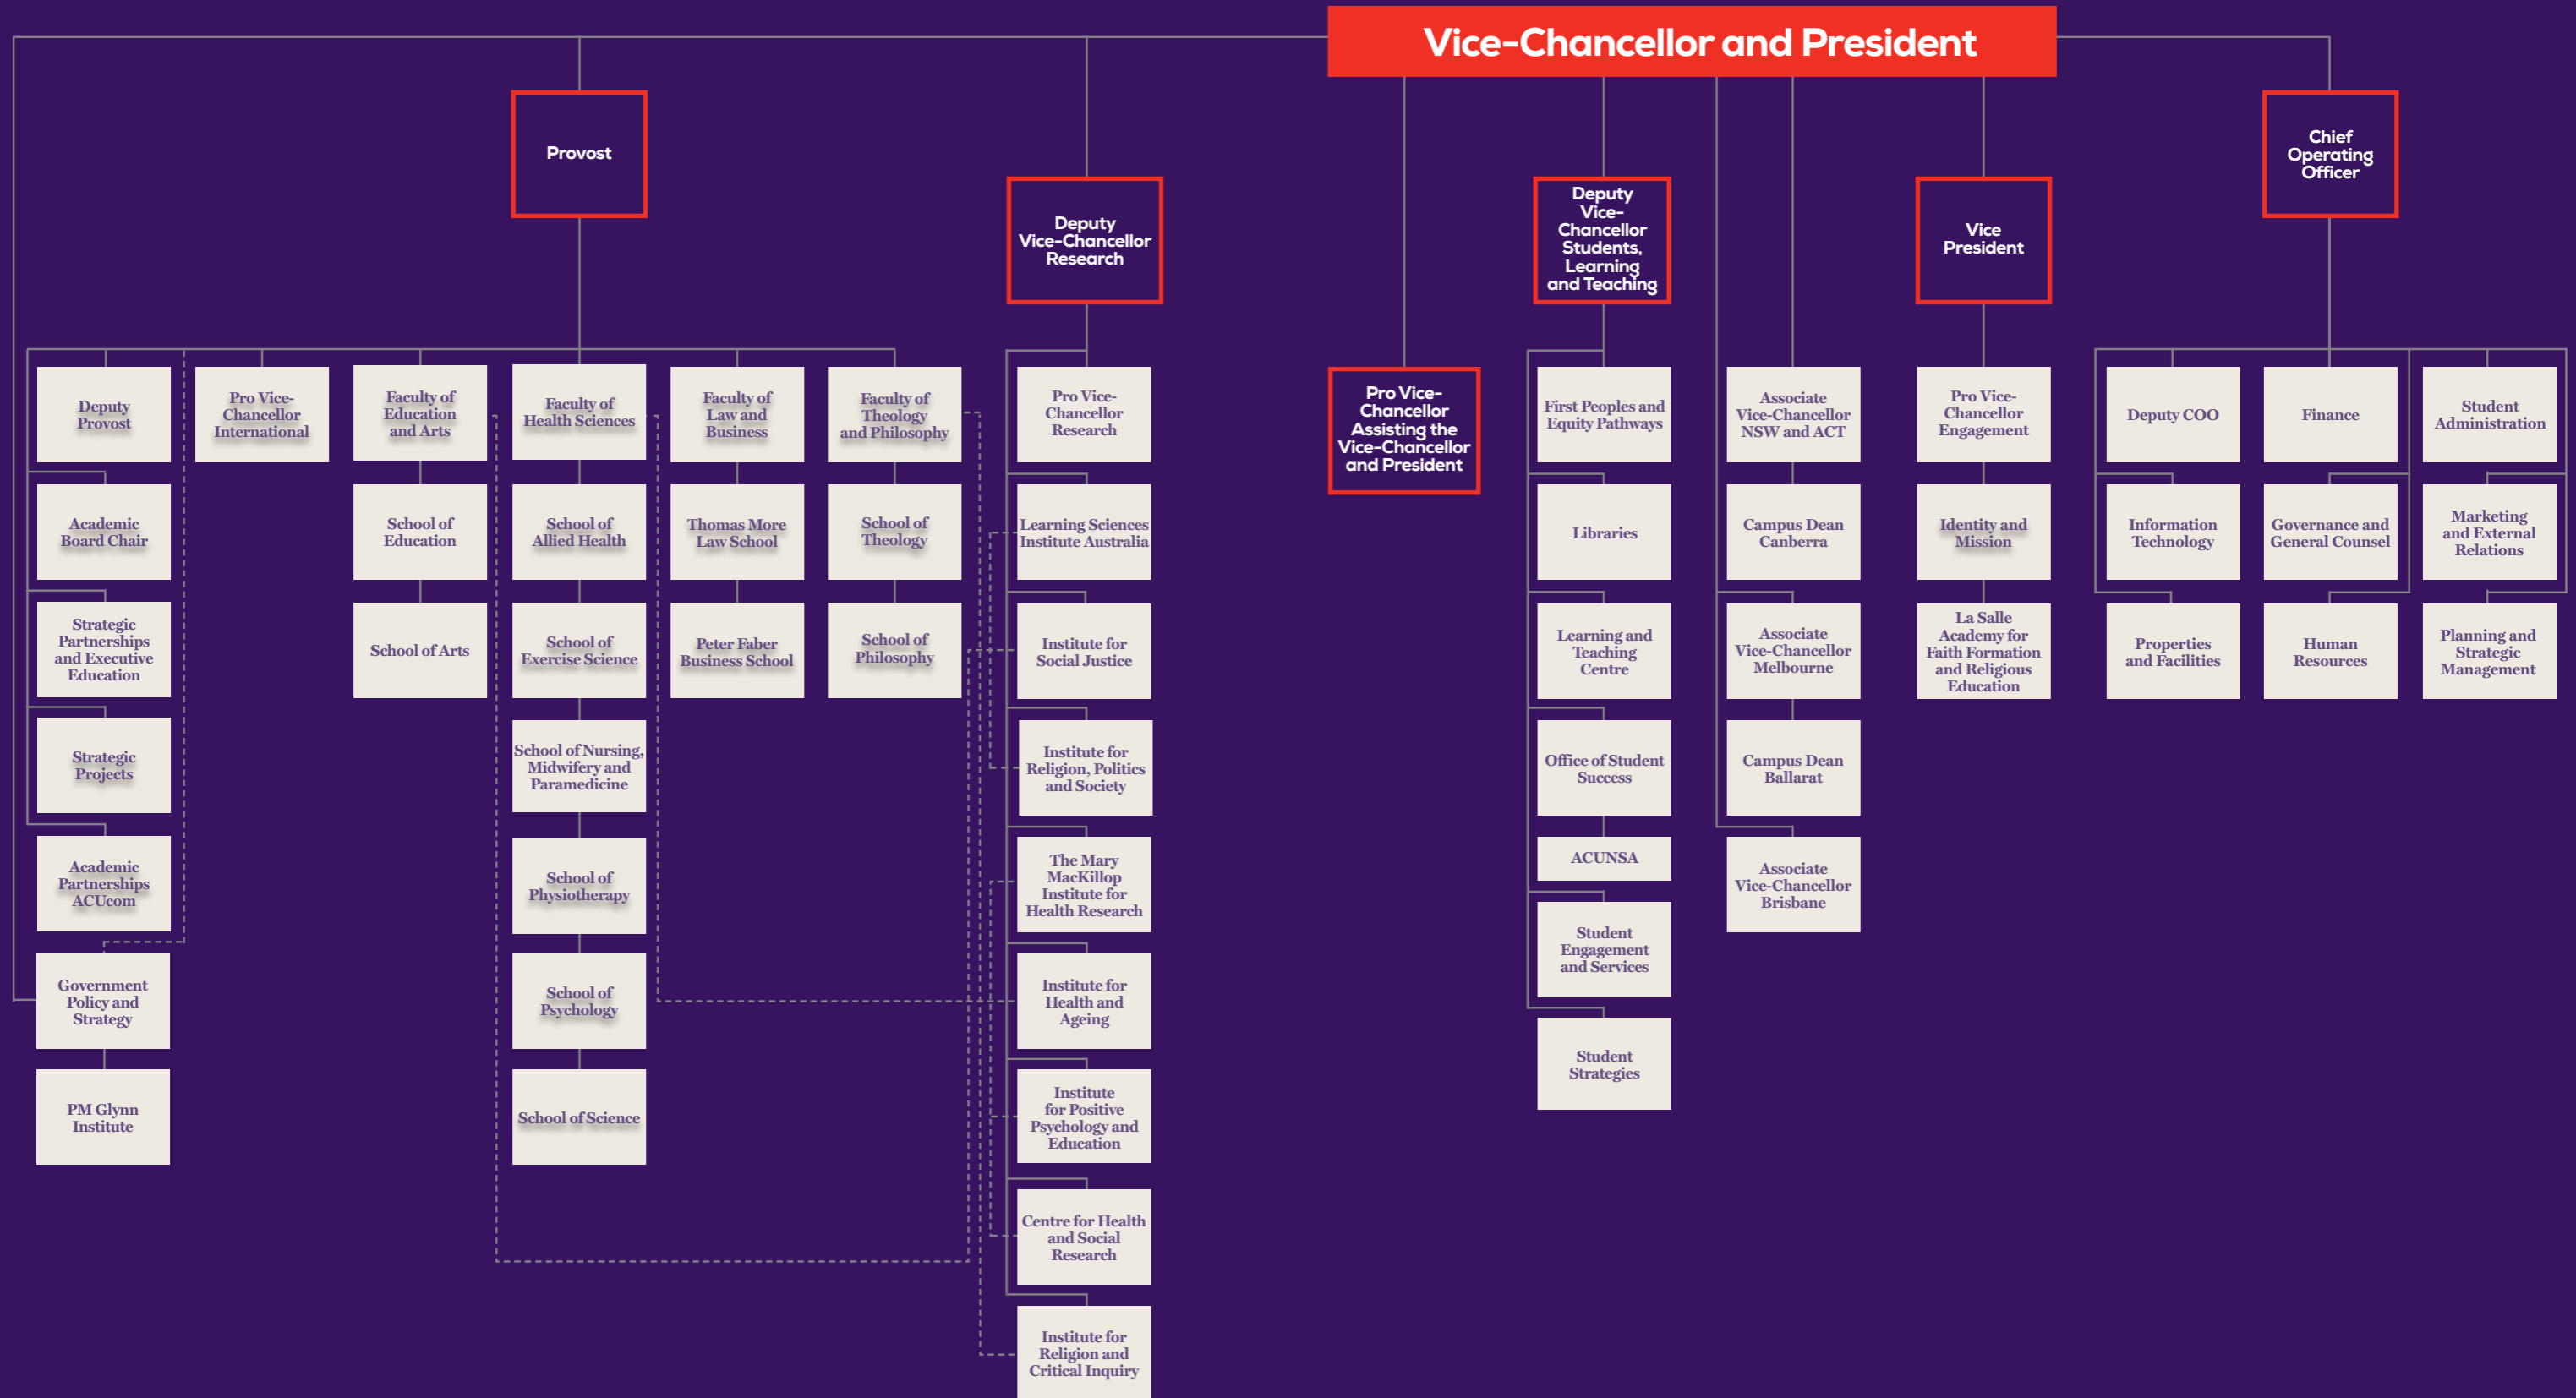 Vice-Chancellor and President
Provost
Deputy
Vice-Chancellor
Research
Deputy
Vice-
Chancellor
Students,
Learning
and Teaching
Vice
President
Chief
Operating
Officer
Pro Vice-
Chancellor
Assisting the
Vice-Chancellor
and President
Deputy
Provost
Academic
Board Chair
Strategic
Partnerships
and Executive
Education
Strategic
Projects
Academic
Partnerships
ACUcom
Government
Policy and
Strategy
PM Glynn
Institute
Pro Vice-
Chancellor
International
Faculty of
Education
and Arts
School of
Education
School of Arts
Faculty of
Health Sciences
School of
Allied Health
School of
Exercise Science
School of Nursing,
Midwifery and
Paramedicine
School of
Physiotherapy
School of
Psychology
School of Science
Faculty of
Law and
Business
Thomas More
Law School
Peter Faber
Business School
Faculty of
Theology
and Philosophy
School of
Theology
School of
Philosophy
Pro Vice-
Chancellor
Research
Learning Sciences
Institute Australia
Institute for
Social Justice
Institute for
Religion, Politics
and Society
The Mary
MacKillop
Institute for
Health Research
Institute for
Health and
Ageing
Institute
for Positive
Psychology and
Education
Centre for Health
and Social
Research
Institute for
Religion and
Critical Inquiry
First Peoples and
Equity Pathways
Libraries
Learning and
Teaching
Centre
Office of Student
Success
ACUNSA
Student
Engagement
and Services
Student
Strategies
Associate
Vice-Chancellor
NSW and ACT
Campus Dean
Canberra
Associate
Vice-Chancellor
Melbourne
Campus Dean
Ballarat
Associate
Vice-Chancellor
Brisbane
Pro Vice-
Chancellor
Engagement
Identity and
Mission
La Salle
Academy for
Faith Formation
and Religious
Education
Deputy COO
Information
Technology
Properties
and Facilities
Finance
Governance and
General Counsel
Human
Resources
Student
Administration
Marketing
and External
Relations
Planning and
Strategic
Management